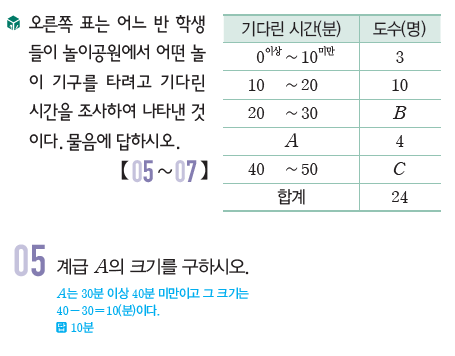 오른쪽 표는 어느 반 학생
들이 놀이공원에서 어떤 놀
이 기구를 타려고 기다린
시간을 조사하여 나타낸 것
이다. 물음에 답하시오.
【05~07】
기다린 시간(분) 도수(명)
0이상 ~ 10미만 3
10 ~ 20 10
20 ~ 30 B
A 4
40 ~ 50 C
합계 24
05 계급 A의 크기를 구하시오.
A는 30분 이상 40분 미만이고 그 크기는
40-30=10(분)이다.
답 10분